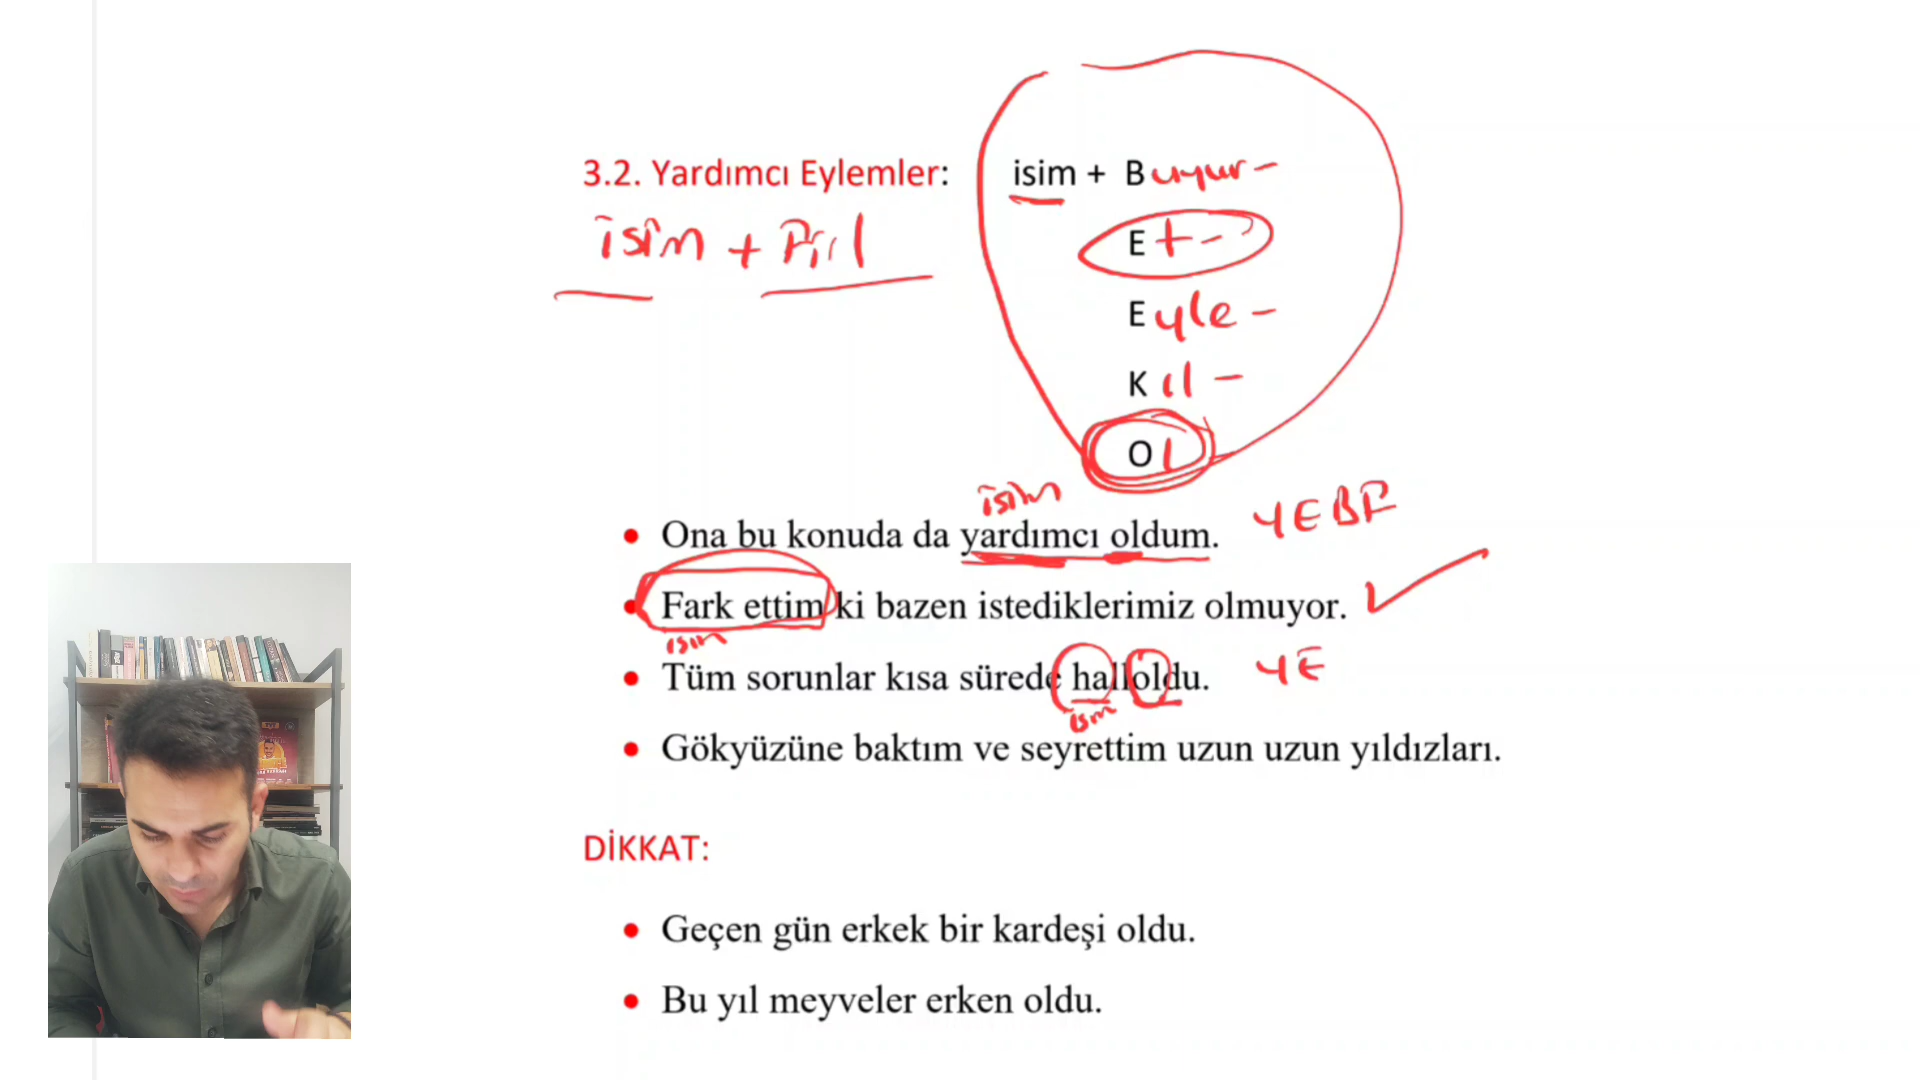 3.2. Yardımcı Eylemler: isim + Buyur-
isim + Fiil
Et-
Eyle-
Kıl-
Ol
isim
Ona bu konuda da yardımcı oldum. YEBF
Fark ettim ki bazen istediklerimiz olmuyor.
isim
Tüm sorunlar kısa sürede halloldu. YE
isim
Gökyüzüne baktım ve seyrettim uzun uzun yıldızları.
DİKKAT:
Geçen gün erkek bir kardeşi oldu.
Bu yıl meyveler erken oldu.